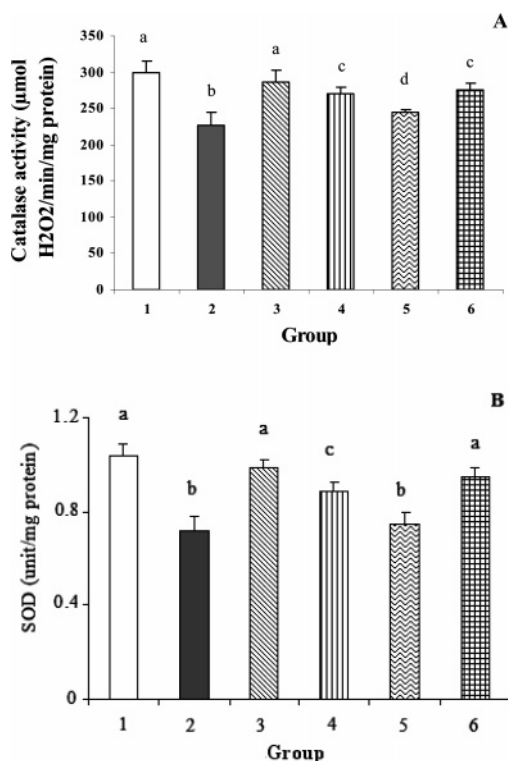 A
Catalase activity (μmol
H2O2/min/mg protein)
350
300
250
200
150
100
50
0
a
b
a
c
d
c
1 2 3 4 5 6
Group
B
SOD (unit/mg protein)
1.2
0.8
0.4
0
a
b
a
c
b
a
1 2 3 4 5 6
Group